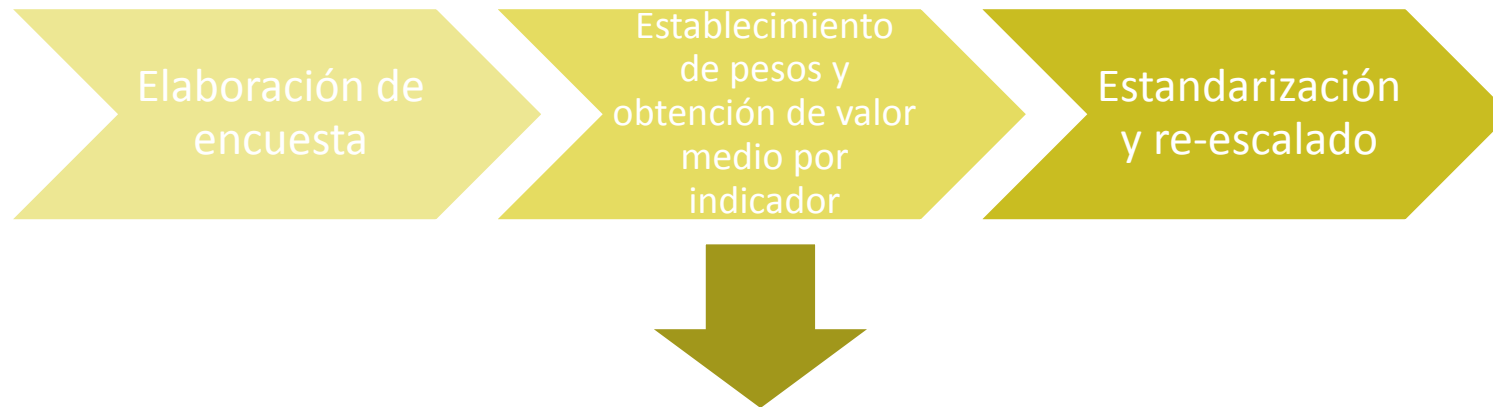 Elaboración de
encuesta
Establecimiento
de pesos y
obtención de valor
medio por
indicador
Estandarización
y re-escalado